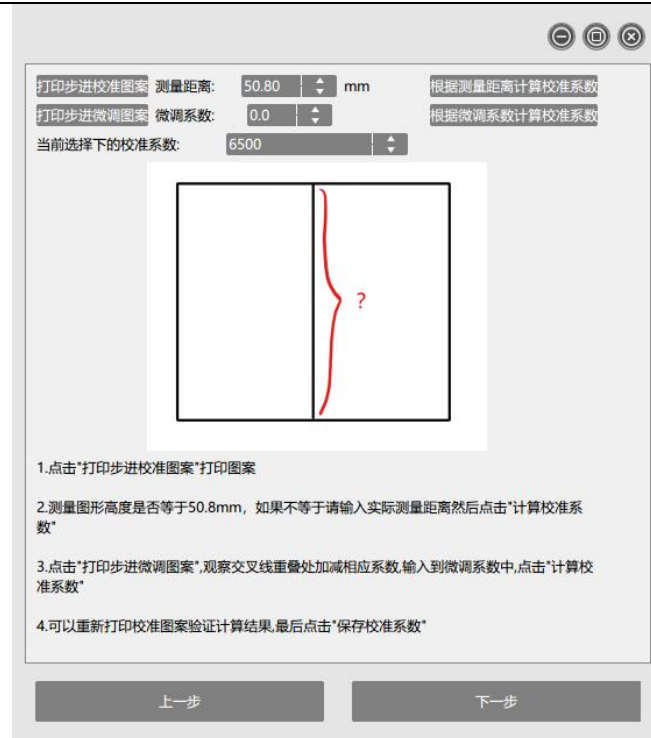 打印步进校准图案 测量距离: 50.80 mm 根据测量距离计算校准系数
打印步进微调图案 微调系数: 0.0 根据微调系数计算校准系数
当前选择下的校准系数: 6500
?
1.点击"打印步进校准图案"打印图案
2.测量图形高度是否等于50.8mm，如果不等于请输入实际测量距离然后点击"计算校准系
数"
3.点击"打印步进微调图案",观察交叉线重叠处加减相应系数,输入到微调系数中,点击"计算校
准系数"
4.可以重新打印校准图案验证计算结果,最后点击"保存校准系数"
上一步 下一步